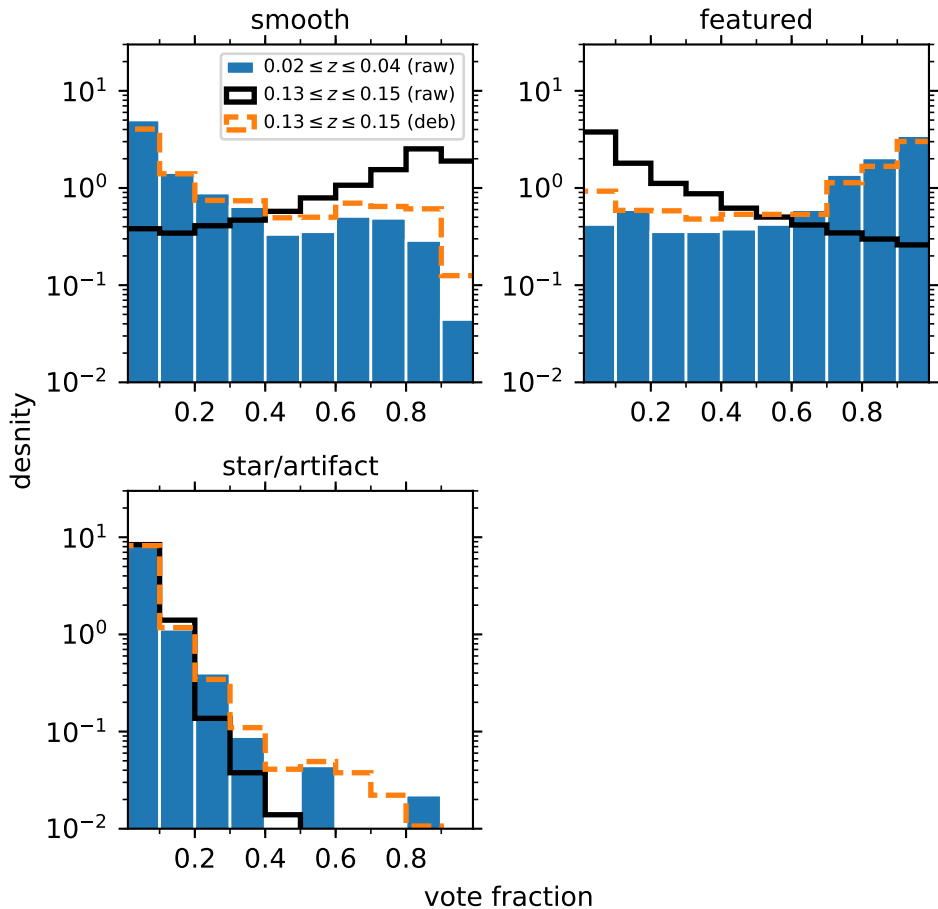 smooth
featured
0.02 ≤ z ≤ 0.04 (raw)
0.13 ≤ z ≤ 0.15 (raw)
0.13 ≤ z ≤ 0.15 (deb)
10¹
10⁰
10⁻¹
10⁻²
0.2 0.4 0.6 0.8
10¹
10⁰
10⁻¹
10⁻²
0.2 0.4 0.6 0.8
desnity
star/artifact
10¹
10⁰
10⁻¹
10⁻²
0.2 0.4 0.6 0.8
vote fraction